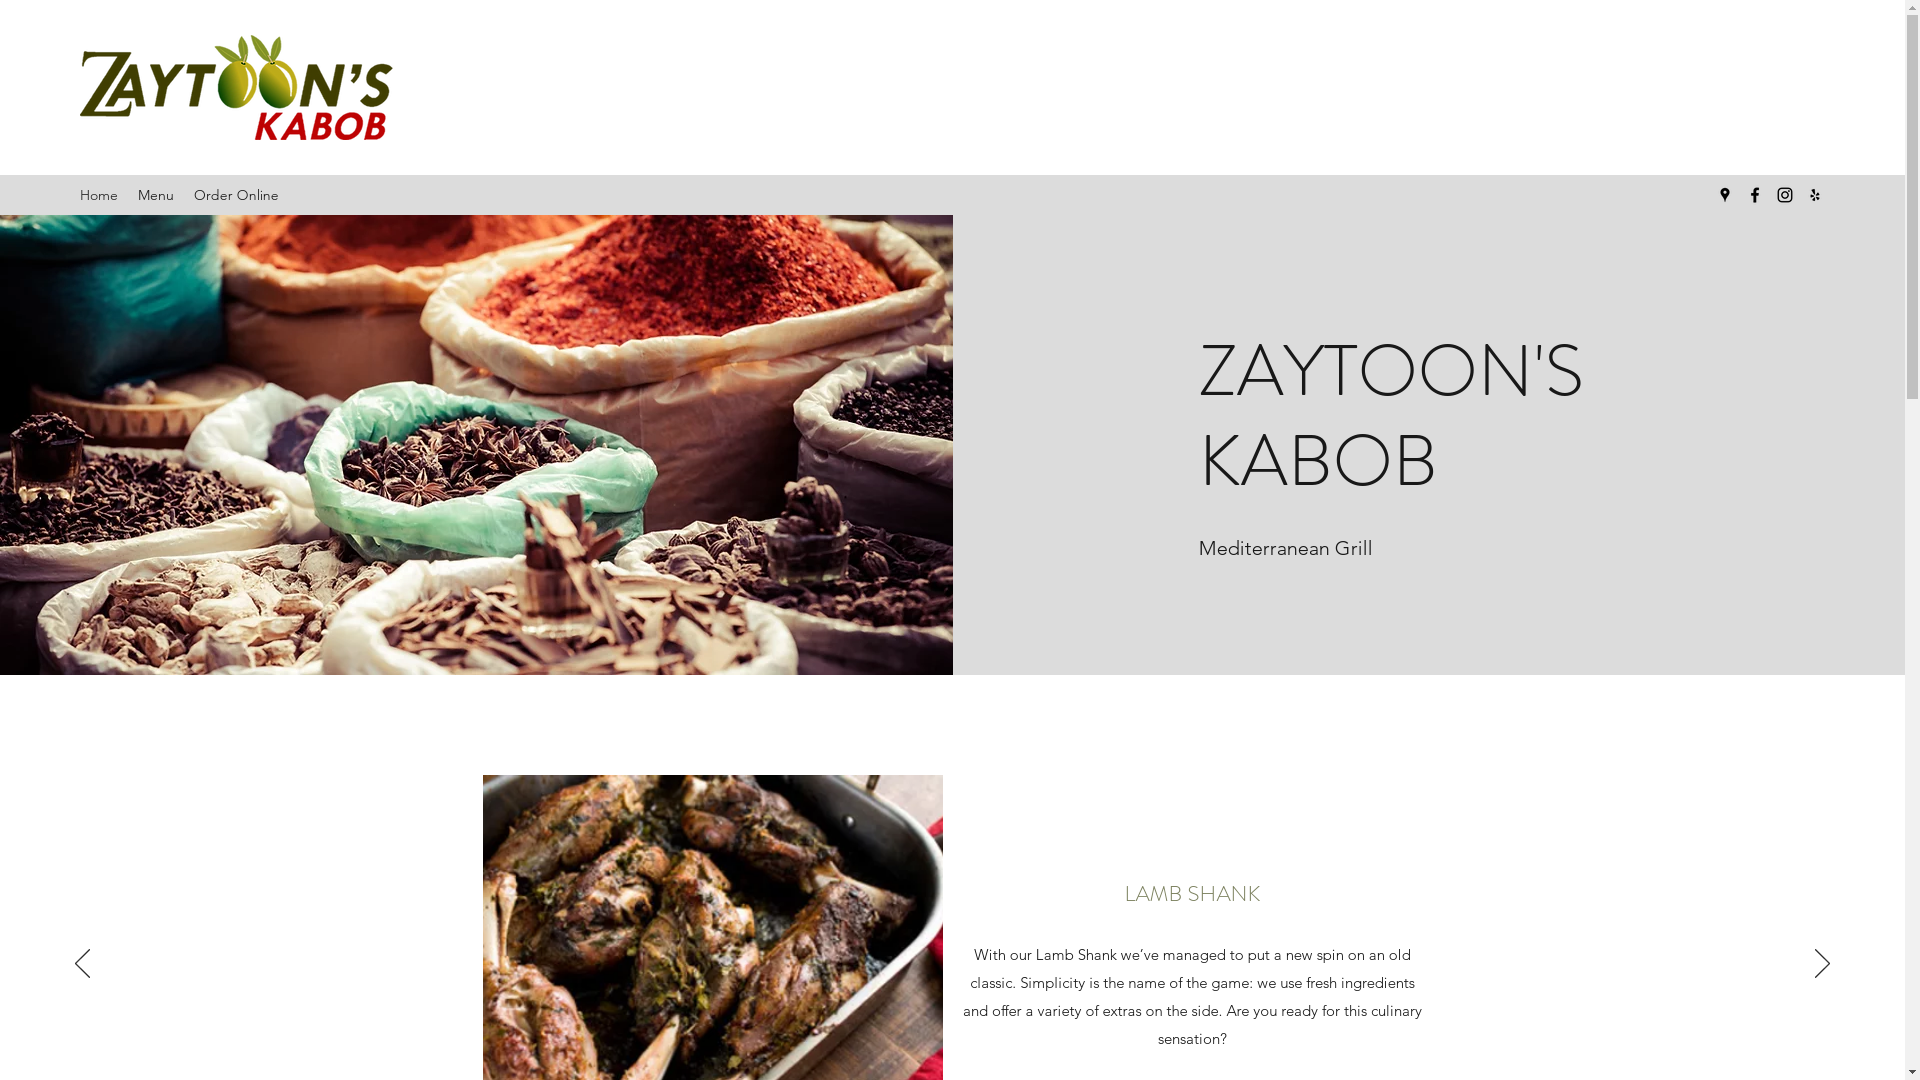 ZAYTOON'S
KABOB
Home Menu Order Online
ZAYTOON'S
KABOB
Mediterranean Grill
LAMB SHANK
With our Lamb Shank we’ve managed to put a new spin on an old
classic. Simplicity is the name of the game: we use fresh ingredients
and offer a variety of extras on the side. Are you ready for this culinary
sensation?